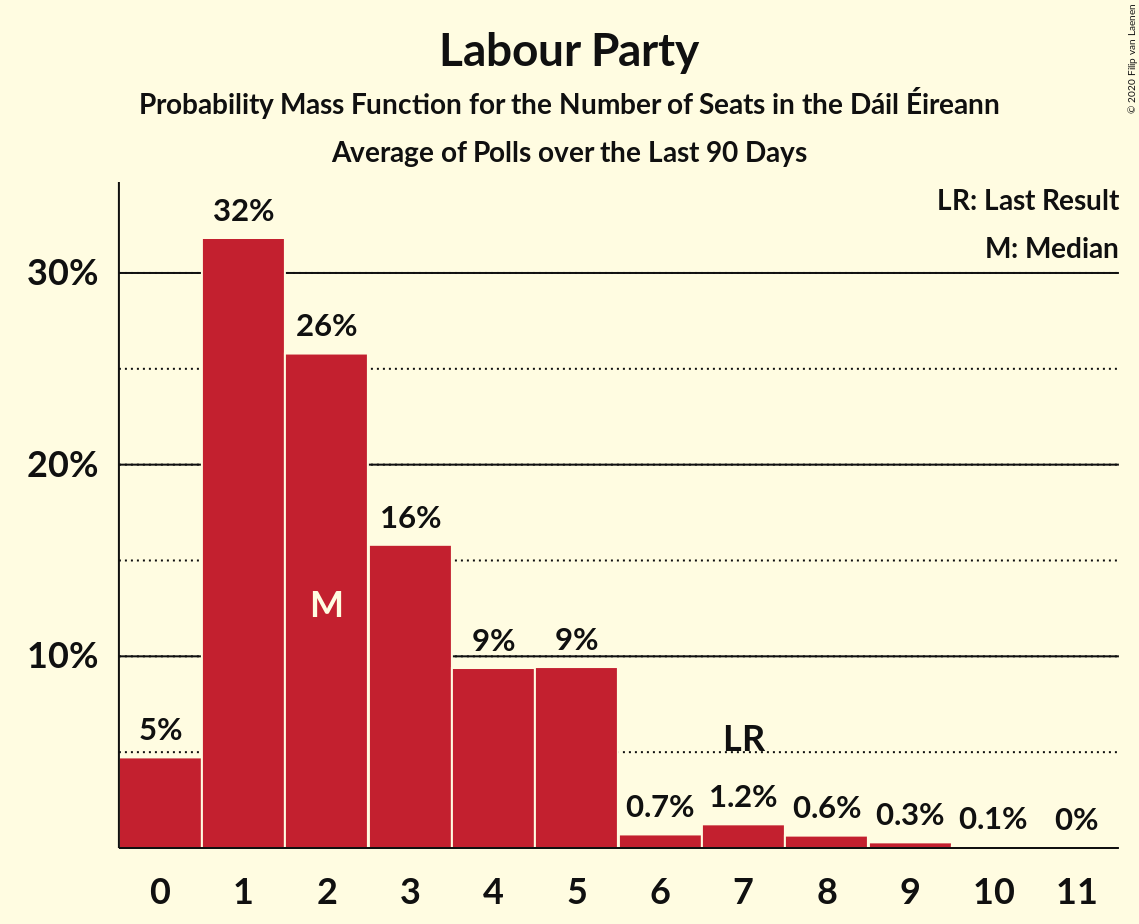 Labour Party
Probability Mass Function for the Number of Seats in the Dáil Éireann
Average of Polls over the Last 90 Days
© 2020 Filip van Laenen
LR: Last Result
M: Median
30%
20%
10%
5%
32%
26%
16%
9%
9%
0.7%
1.2%
0.6%
0.3%
0.1%
0%
M
LR
0 1 2 3 4 5 6 7 8 9 10 11